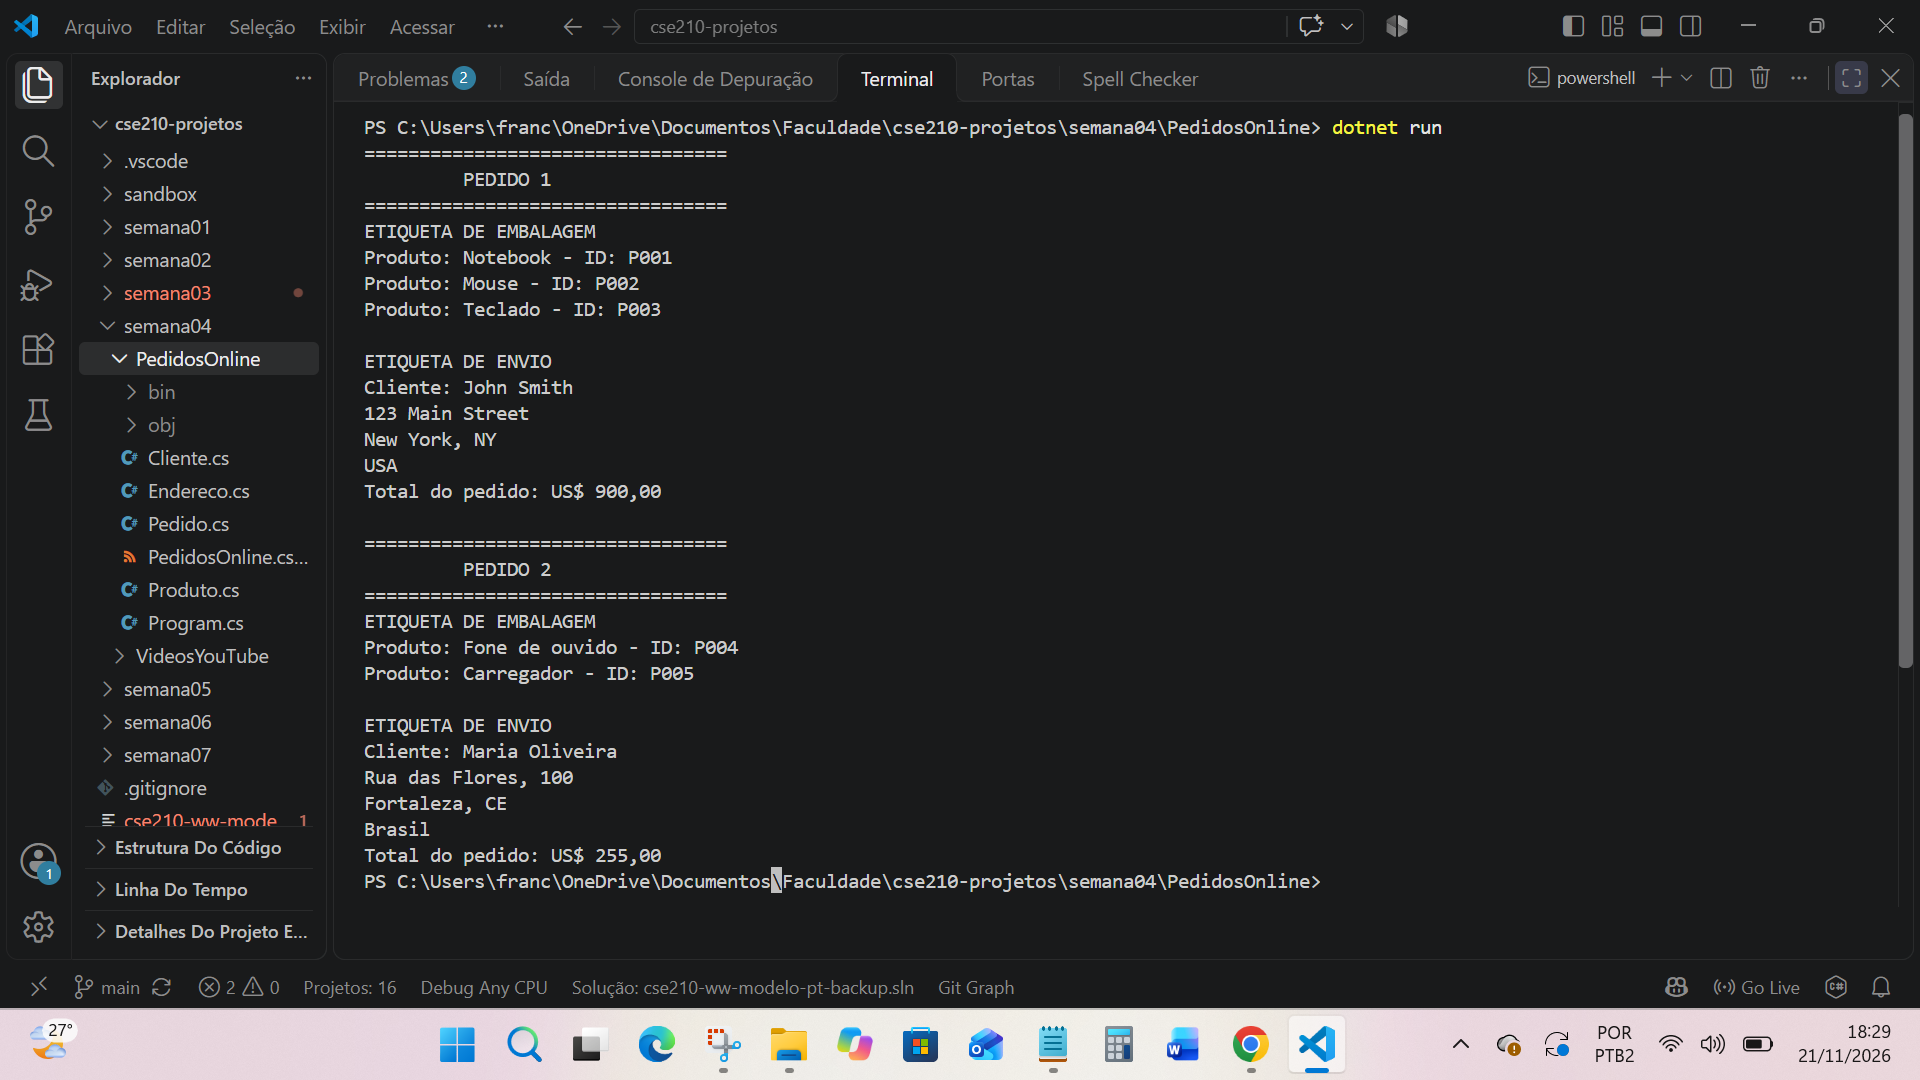 Arquivo Editar Seleção Exibir Acessar ··· cse210-projetos
Explorador ···
cse210-projetos
.vscode
sandbox
semana01
semana02
semana03
semana04
PedidosOnline
bin
obj
Cliente.cs
Endereco.cs
Pedido.cs
PedidosOnline.cs...
Produto.cs
Program.cs
VideosYouTube
semana05
semana06
semana07
.gitignore
cse210-ww-mode 1
Estrutura Do Código
Linha Do Tempo
Detalhes Do Projeto E...
1
Problemas 2 Saída Console de Depuração Terminal Portas Spell Checker powershell ···
PS C:\Users\franc\OneDrive\Documentos\Faculdade\cse210-projetos\semana04\PedidosOnline> dotnet run
=================================
PEDIDO 1
=================================
ETIQUETA DE EMBALAGEM
Produto: Notebook - ID: P001
Produto: Mouse - ID: P002
Produto: Teclado - ID: P003
ETIQUETA DE ENVIO
Cliente: John Smith
123 Main Street
New York, NY
USA
Total do pedido: US$ 900,00
=================================
PEDIDO 2
=================================
ETIQUETA DE EMBALAGEM
Produto: Fone de ouvido - ID: P004
Produto: Carregador - ID: P005
ETIQUETA DE ENVIO
Cliente: Maria Oliveira
Rua das Flores, 100
Fortaleza, CE
Brasil
Total do pedido: US$ 255,00
PS C:\Users\franc\OneDrive\Documentos\Faculdade\cse210-projetos\semana04\PedidosOnline>
main 2 0 Projetos: 16 Debug Any CPU Solução: cse210-ww-modelo-pt-backup.sln Git Graph Go Live
27°
POR
PTB2
18:29
21/11/2026